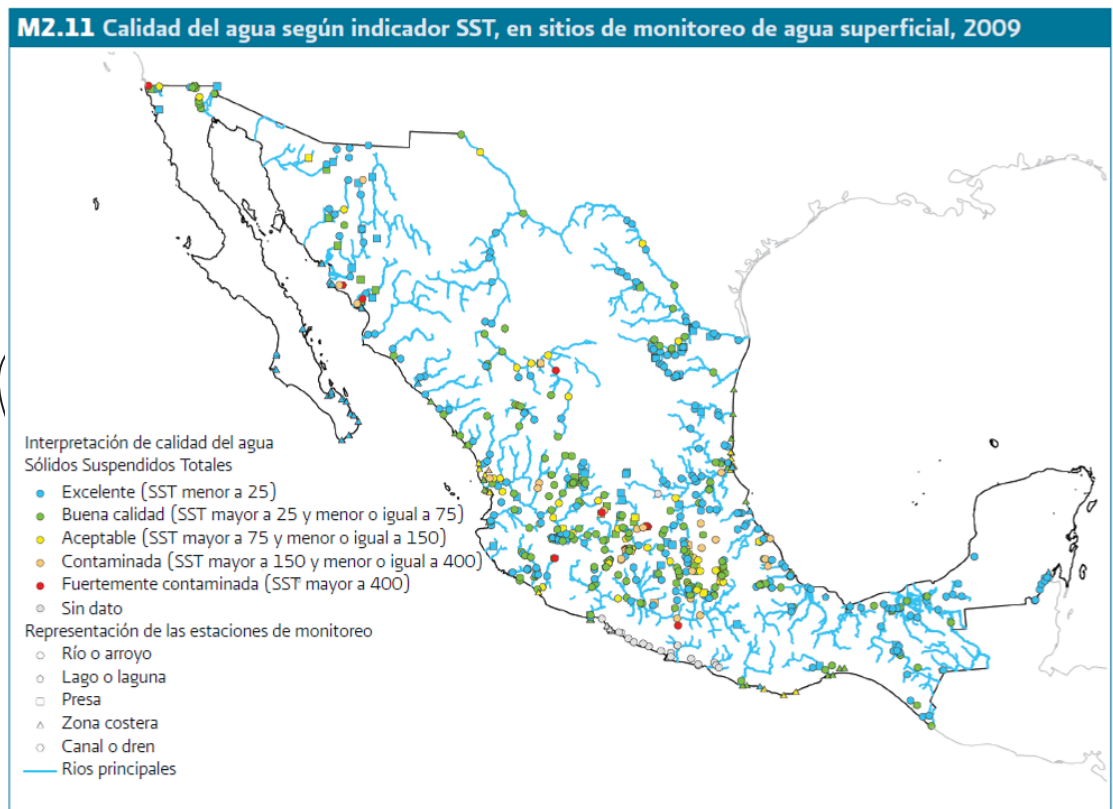 M2.11 Calidad del agua según indicador SST, en sitios de monitoreo de agua superficial, 2009
Interpretación de calidad del agua
Sólidos Suspendidos Totales
Excelente (SST menor a 25)
Buena calidad (SST mayor a 25 y menor o igual a 75)
Aceptable (SST mayor a 75 y menor o igual a 150)
Contaminada (SST mayor a 150 y menor o igual a 400)
Fuertemente contaminada (SST mayor a 400)
Sin dato
Representación de las estaciones de monitoreo
Río o arroyo
Lago o laguna
Presa
Zona costera
Canal o dren
Rios principales